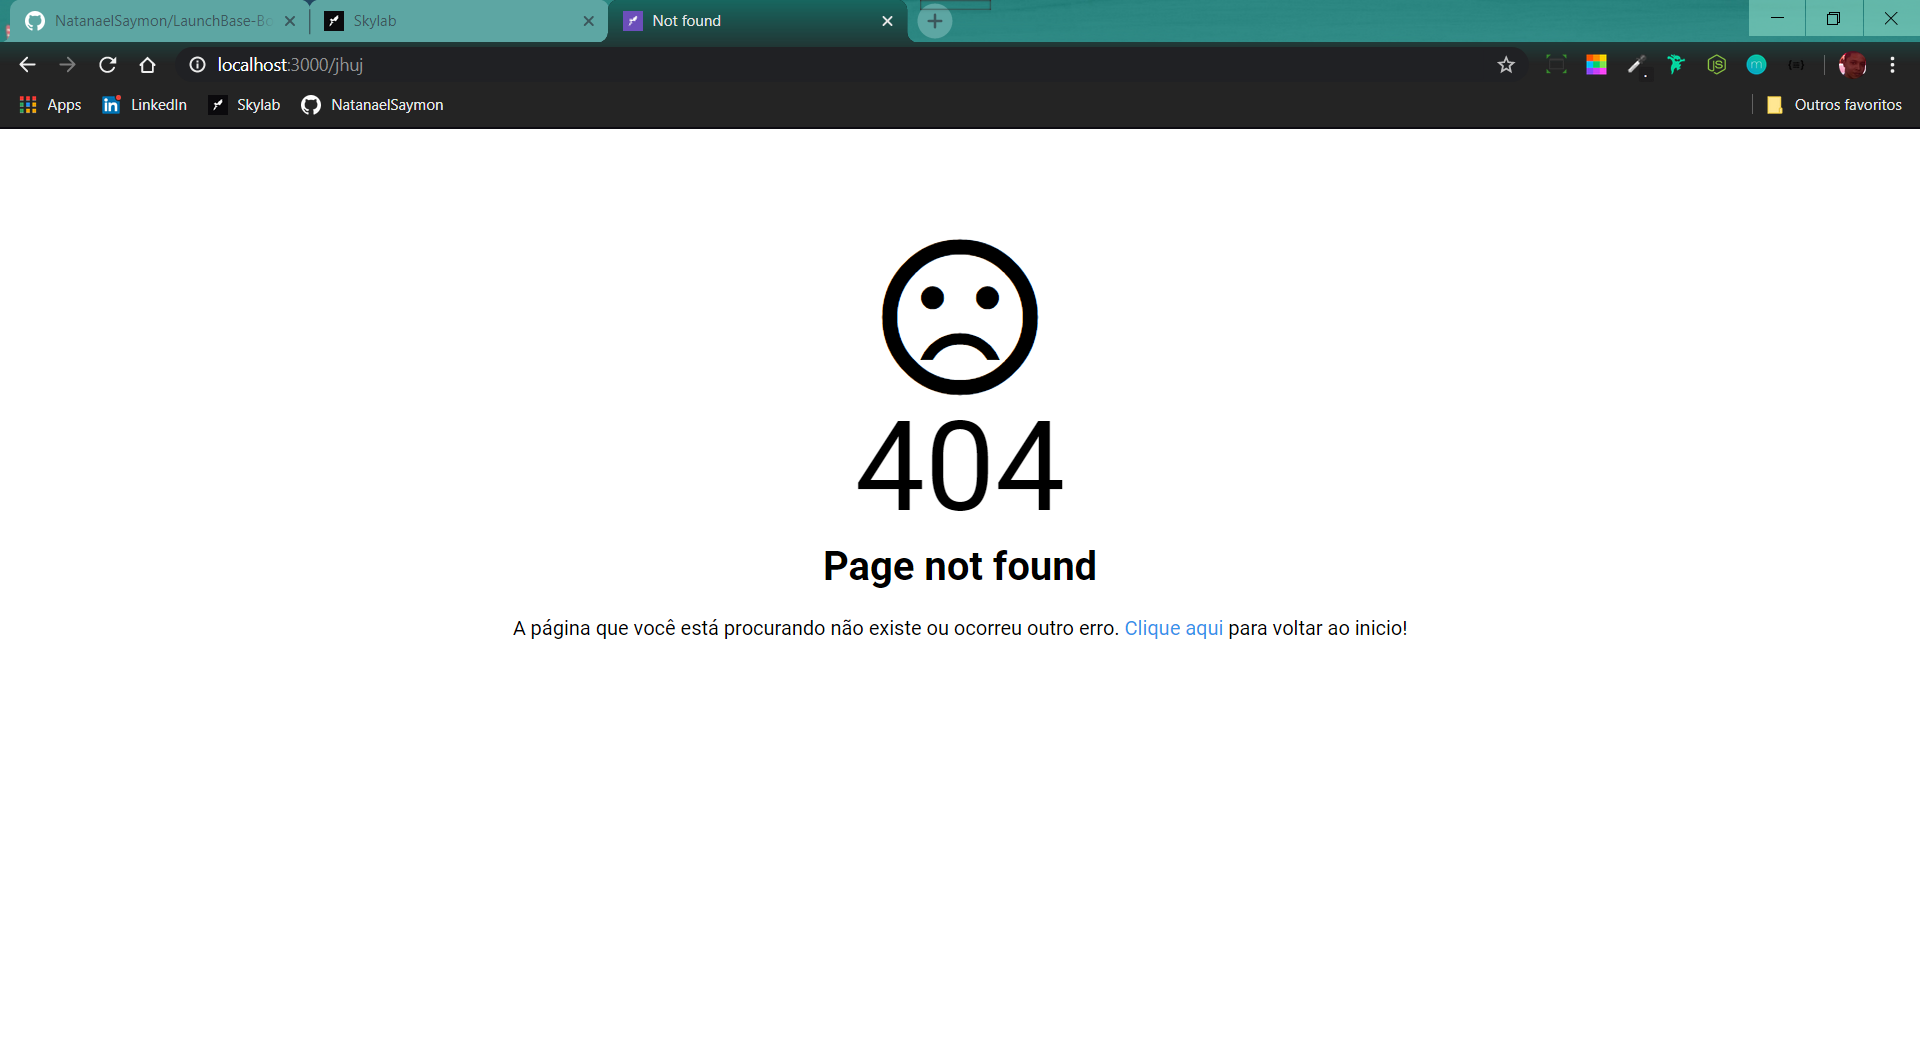 NatanaelSaymon/LaunchBase-Bo
Skylab
Not found
localhost:3000/jhuj
Apps
LinkedIn
Skylab
NatanaelSaymon
Outros favoritos
404
Page not found
A página que você está procurando não existe ou ocorreu outro erro. Clique aqui para voltar ao inicio!